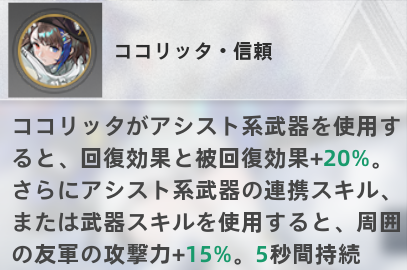 ココリッタ・信頼
ココリッタがアシスト系武器を使用す
ると、回復効果と被回復効果+20%。
さらにアシスト系武器の連携スキル、
または武器スキルを使用すると、周囲
の友軍の攻撃力+15%。5秒間持続